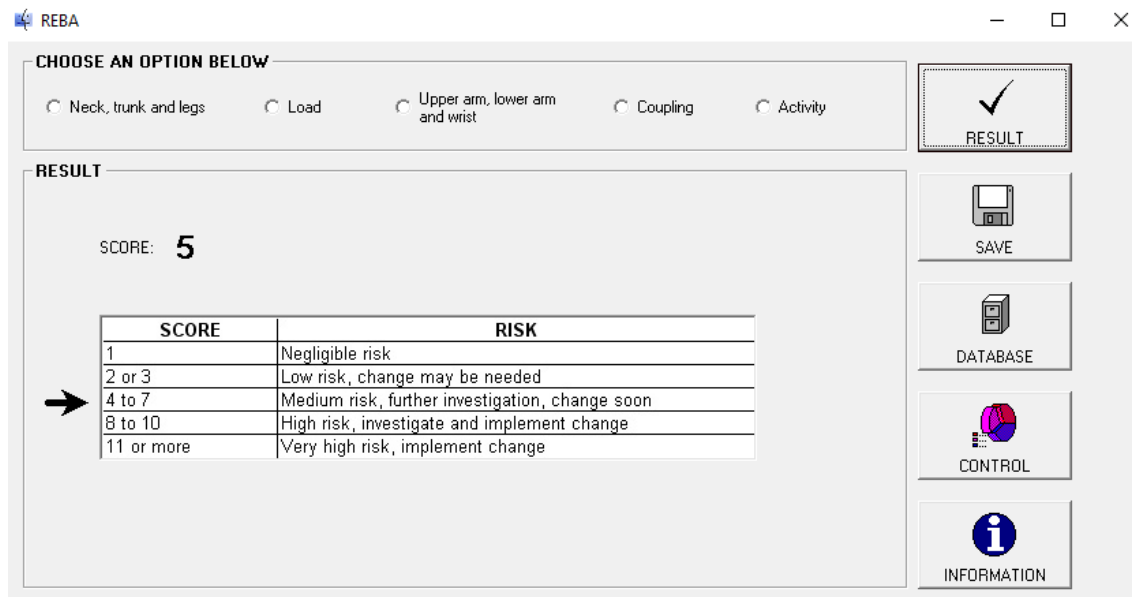 REBA
CHOOSE AN OPTION BELOW
Neck, trunk and legs
Load
Upper arm, lower arm
and wrist
Coupling
Activity
RESULT
RESULT
SCORE: 5
SCORE RISK
1 Negligible risk
2 or 3 Low risk, change may be needed
4 to 7 Medium risk, further investigation, change soon
8 to 10 High risk, investigate and implement change
11 or more Very high risk, implement change
SAVE
DATABASE
CONTROL
INFORMATION